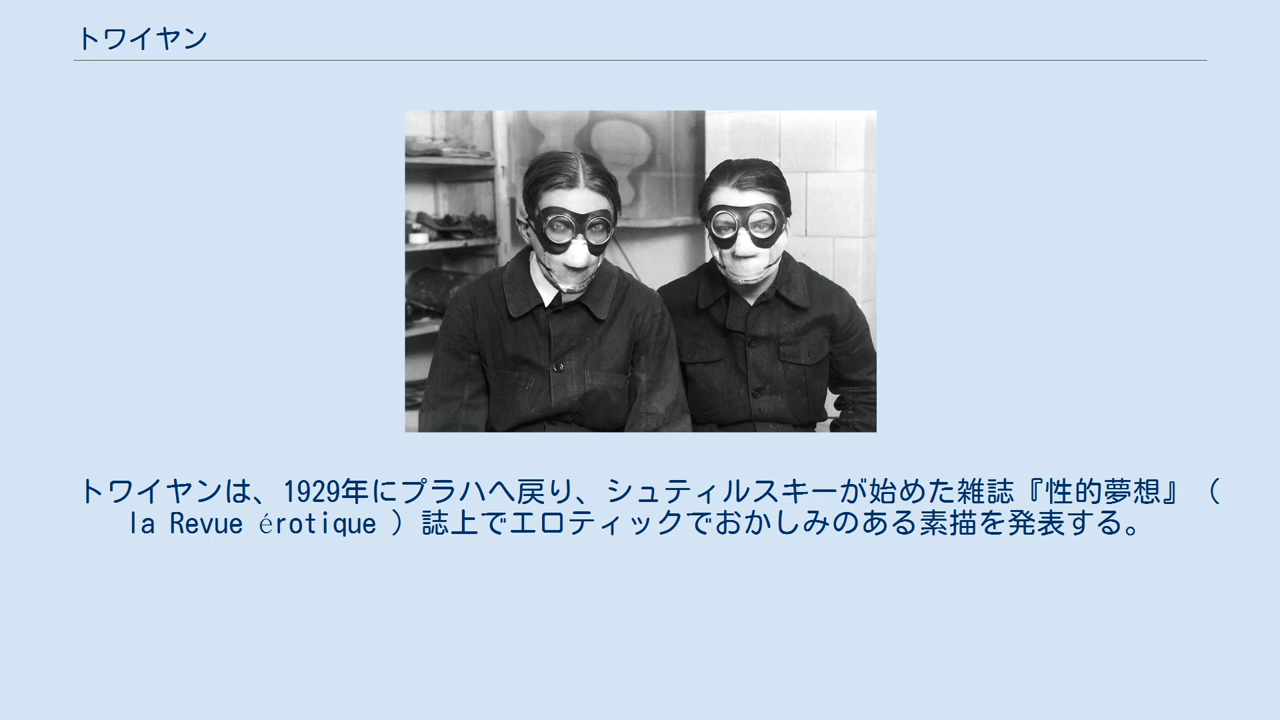 トワイヤン
トワイヤンは、1929年にプラハへ戻り、シュティルスキーが始めた雑誌『性的夢想』（
la Revue érotique ）誌上でエロティックでおかしみのある素描を発表する。